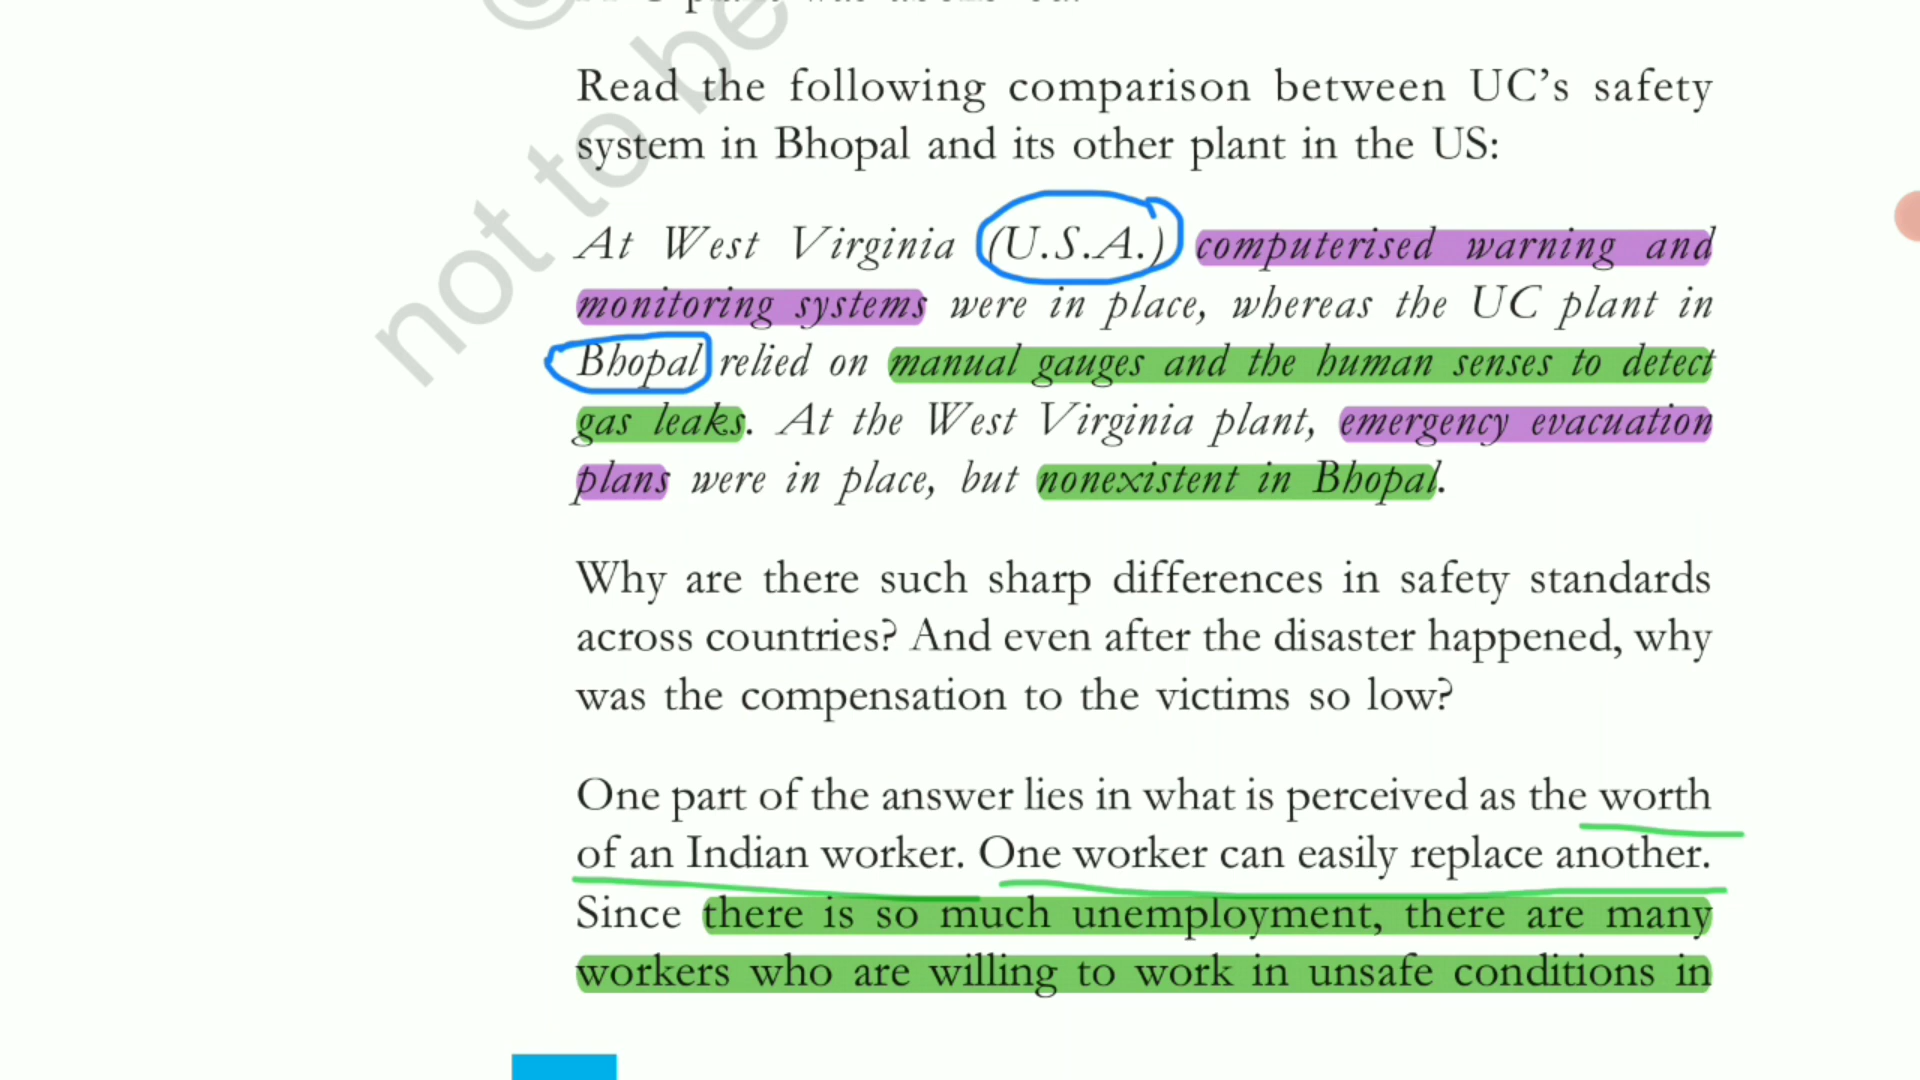 Read the following comparison between UC's safety
system in Bhopal and its other plant in the US:
At West Virginia (U.S.A.) computerised warning and
monitoring systems were in place, whereas the UC plant in
Bhopal relied on manual gauges and the human senses to detect
gas leaks. At the West Virginia plant, emergency evacuation
plans were in place, but nonexistent in Bhopal.
Why are there such sharp differences in safety standards
across countries? And even after the disaster happened, why
was the compensation to the victims so low?
One part of the answer lies in what is perceived as the worth
of an Indian worker. One worker can easily replace another.
Since there is so much unemployment, there are many
workers who are willing to work in unsafe conditions in
not to be